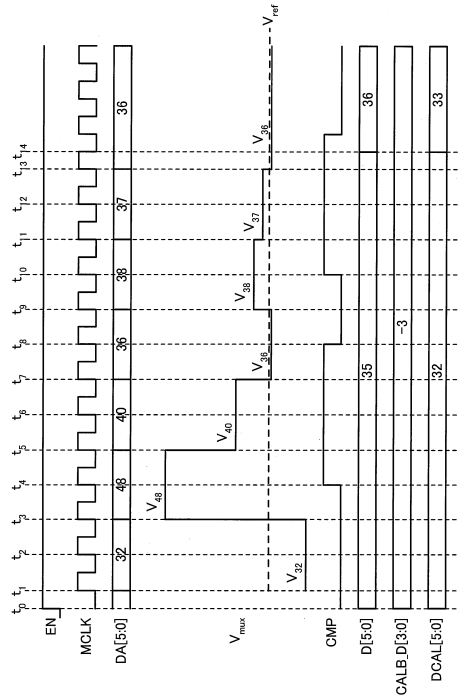 t0 t1 t2 t3 t4 t5 t6 t7 t8 t9 t10 t11 t12 t13 t14
EN
MCLK
DA[5:0] 32 48 40 36 38 37 36
Vmux V32 V48 V40 V36 V38 V37 V36 Vref
CMP
D[5:0] 35 36
CALB_D[3:0] -3
DCAL[5:0] 32 33